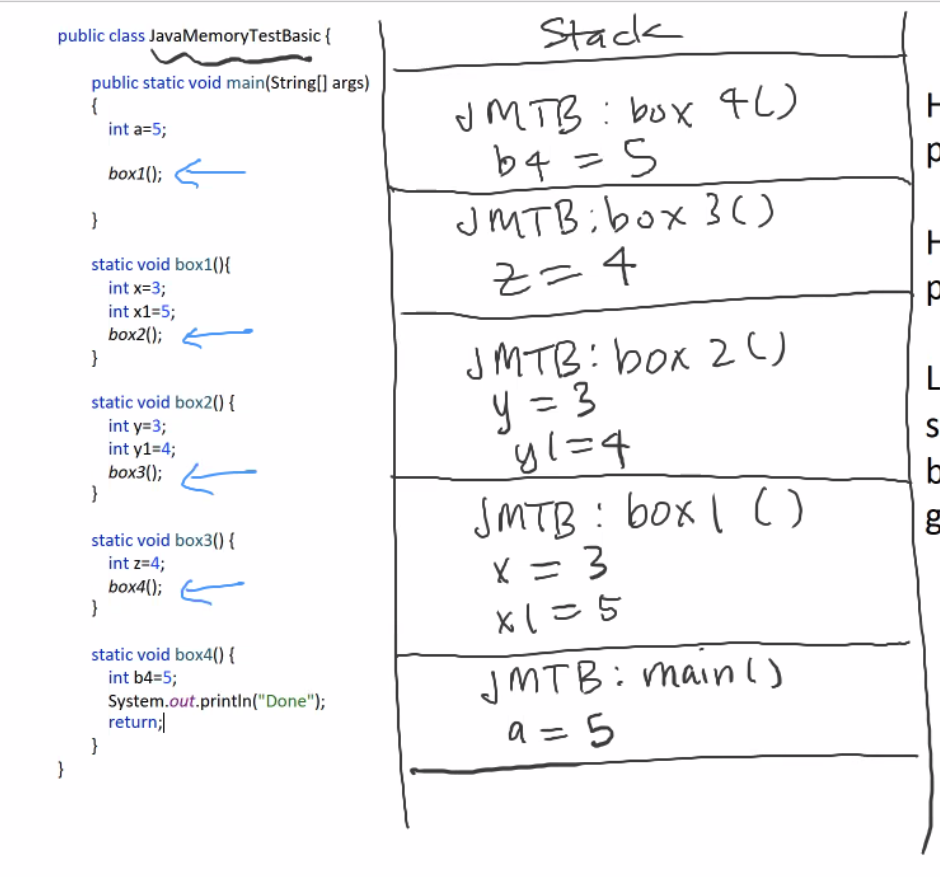 public class JavaMemoryTestBasic {
public static void main(String[] args)
{
int a=5;
box1();
}
static void box1(){
int x=3;
int x1=5;
box2();
}
static void box2() {
int y=3;
int y1=4;
box3();
}
static void box3() {
int z=4;
box4();
}
static void box4() {
int b4=5;
System.out.println("Done");
return;
}
}
Stack
JMTB : box 4()
b4 = 5
JMTB : box 3()
z = 4
JMTB : box 2()
y = 3
y1 = 4
JMTB : box1 ()
x = 3
x1 = 5
JMTB : main()
a = 5
H
p
H
p
L
s
b
g